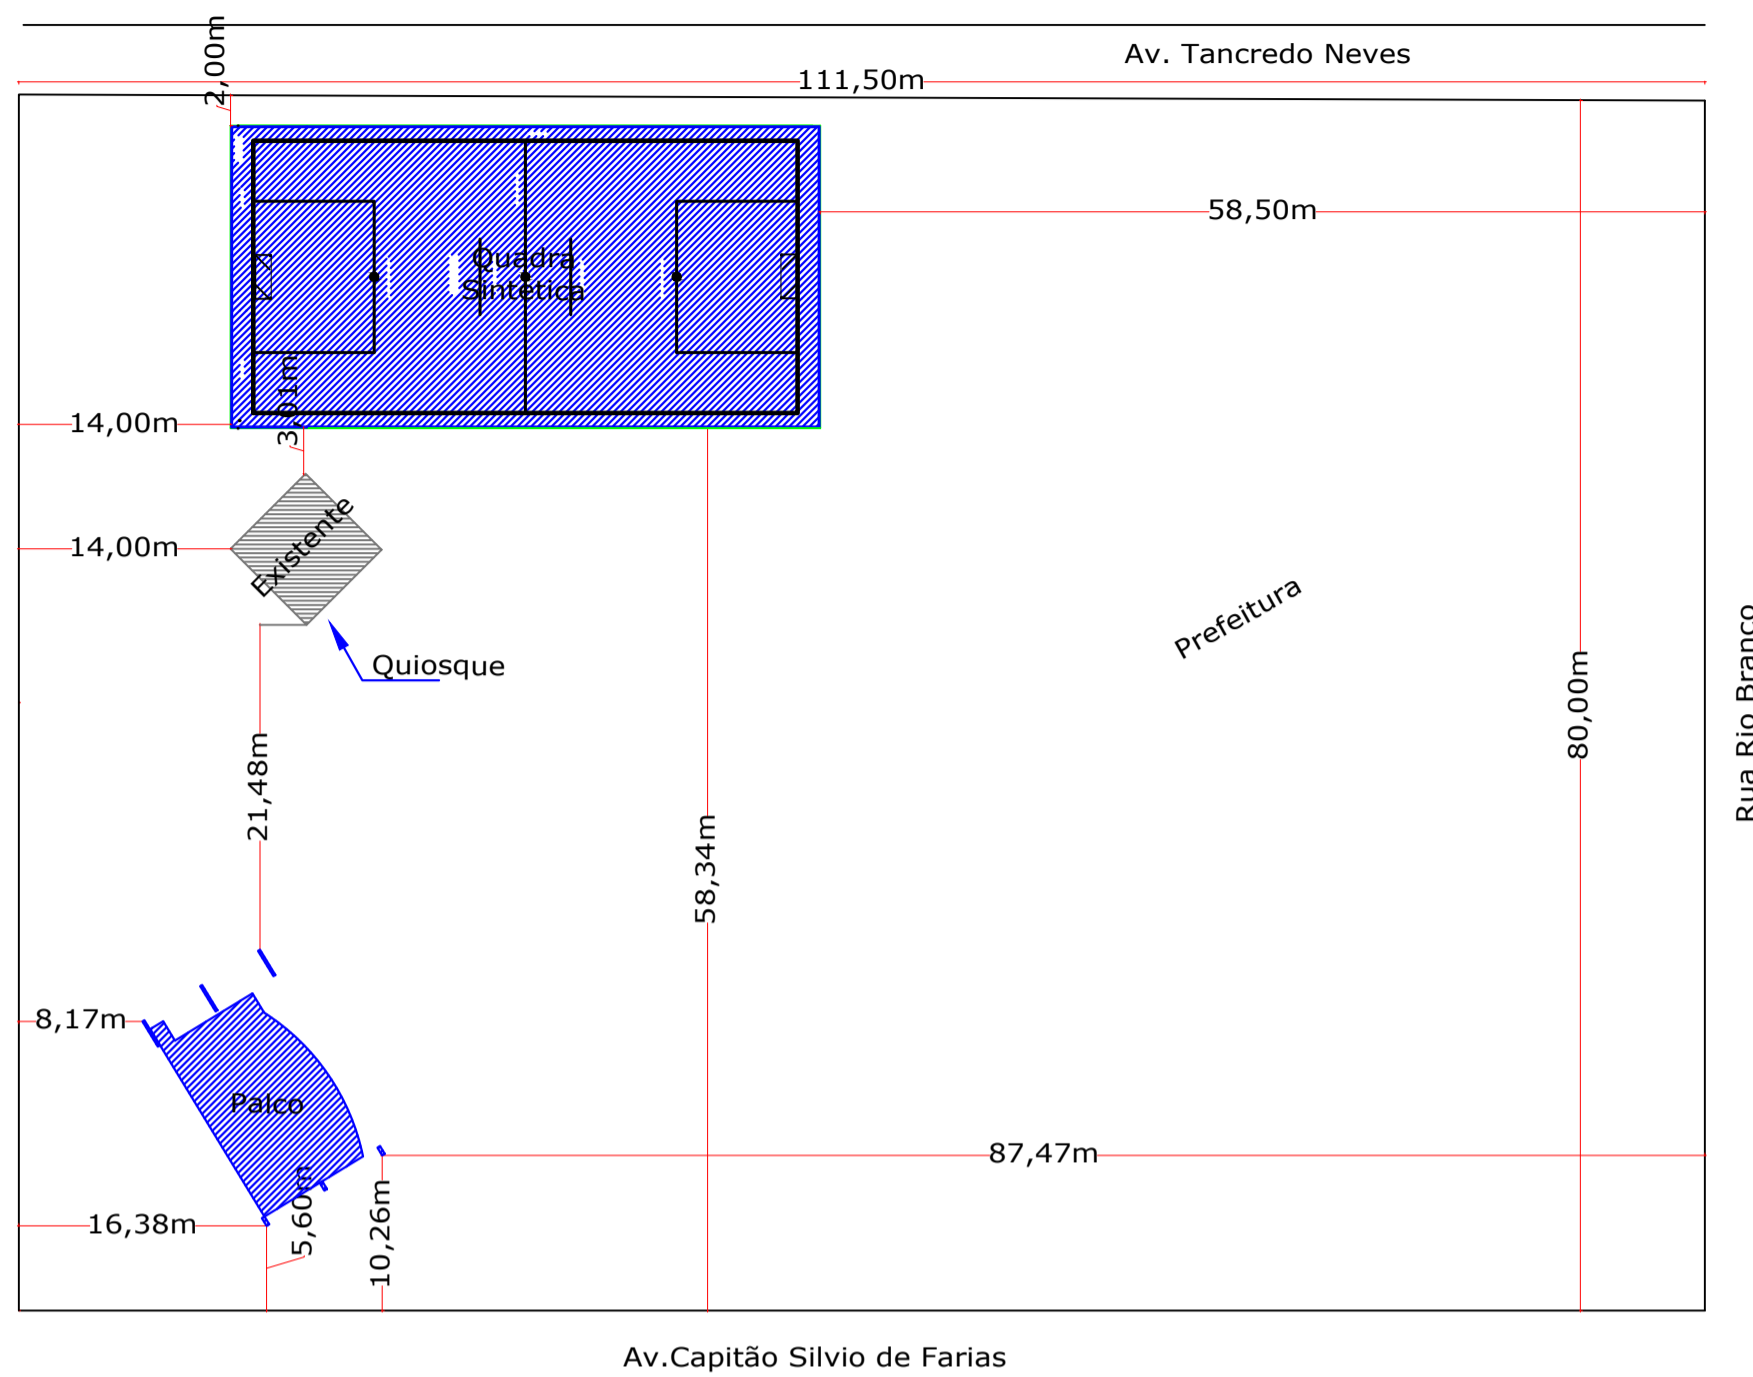 2,00m
Av. Tancredo Neves
111,50m
58,50m
Quadra
Sintética
3,01m
14,00m
14,00m
Existente
Quiosque
Prefeitura
80,00m
Rua Rio Branco
21,48m
58,34m
8,17m
Palco
87,47m
16,38m
5,60m
10,26m
Av.Capitão Silvio de Farias